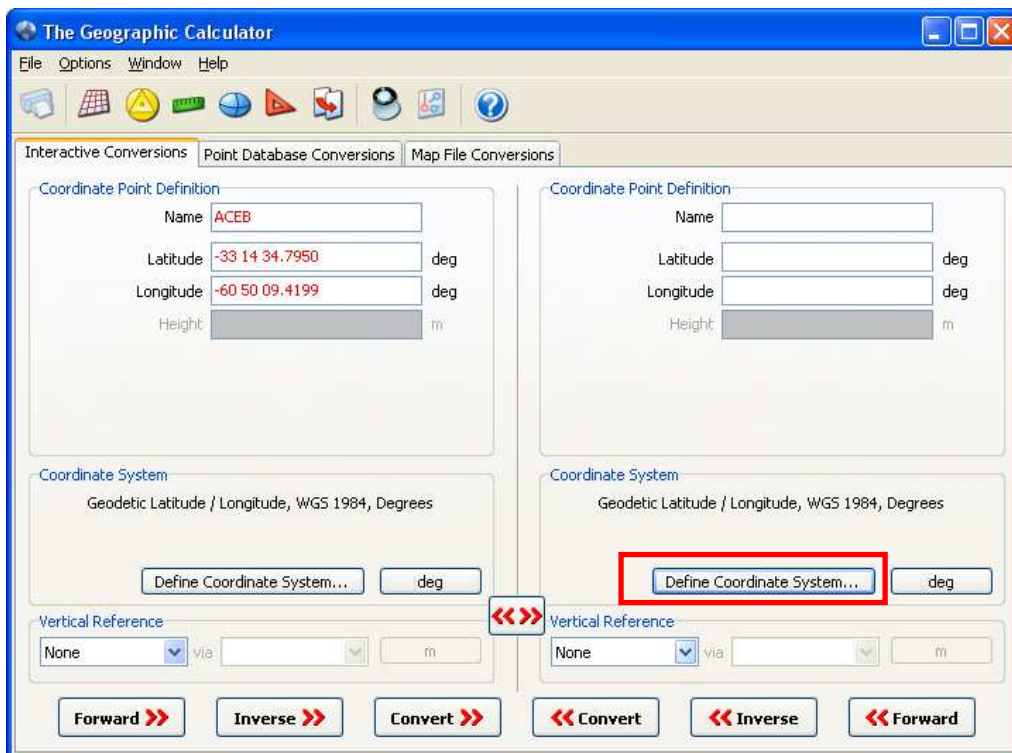 The Geographic Calculator
File Options Window Help
Interactive Conversions Point Database Conversions Map File Conversions
Coordinate Point Definition
Name ACEB
Latitude -33 14 34.7950 deg
Longitude -60 50 09.4199 deg
Height m
Coordinate System
Geodetic Latitude / Longitude, WGS 1984, Degrees
Define Coordinate System... deg
Vertical Reference
None via m
Forward >> Inverse >> Convert >>
<< >>
Coordinate Point Definition
Name
Latitude deg
Longitude deg
Height m
Coordinate System
Geodetic Latitude / Longitude, WGS 1984, Degrees
Define Coordinate System... deg
Vertical Reference
None via m
<< Convert << Inverse << Forward